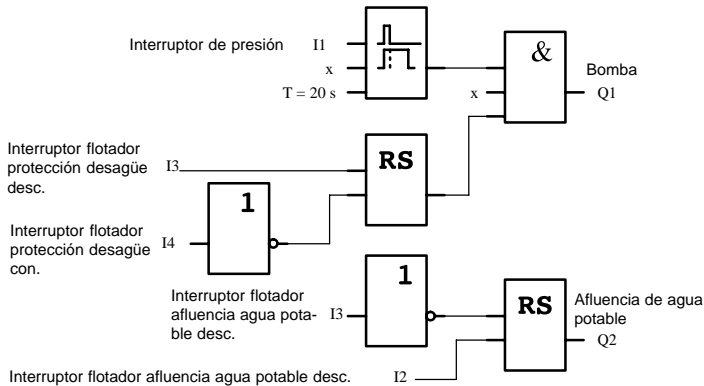 Interruptor de presión I1
x
T = 20 s
&
x
Bomba
Q1
Interruptor flotador
protección desagüe I3
desc.
RS
1
Interruptor flotador
protección desagüe I4
con.
1
Interruptor flotador
afluencia agua pota- I3
ble desc.
RS
Afluencia de agua
potable
Q2
Interruptor flotador afluencia agua potable desc. I2